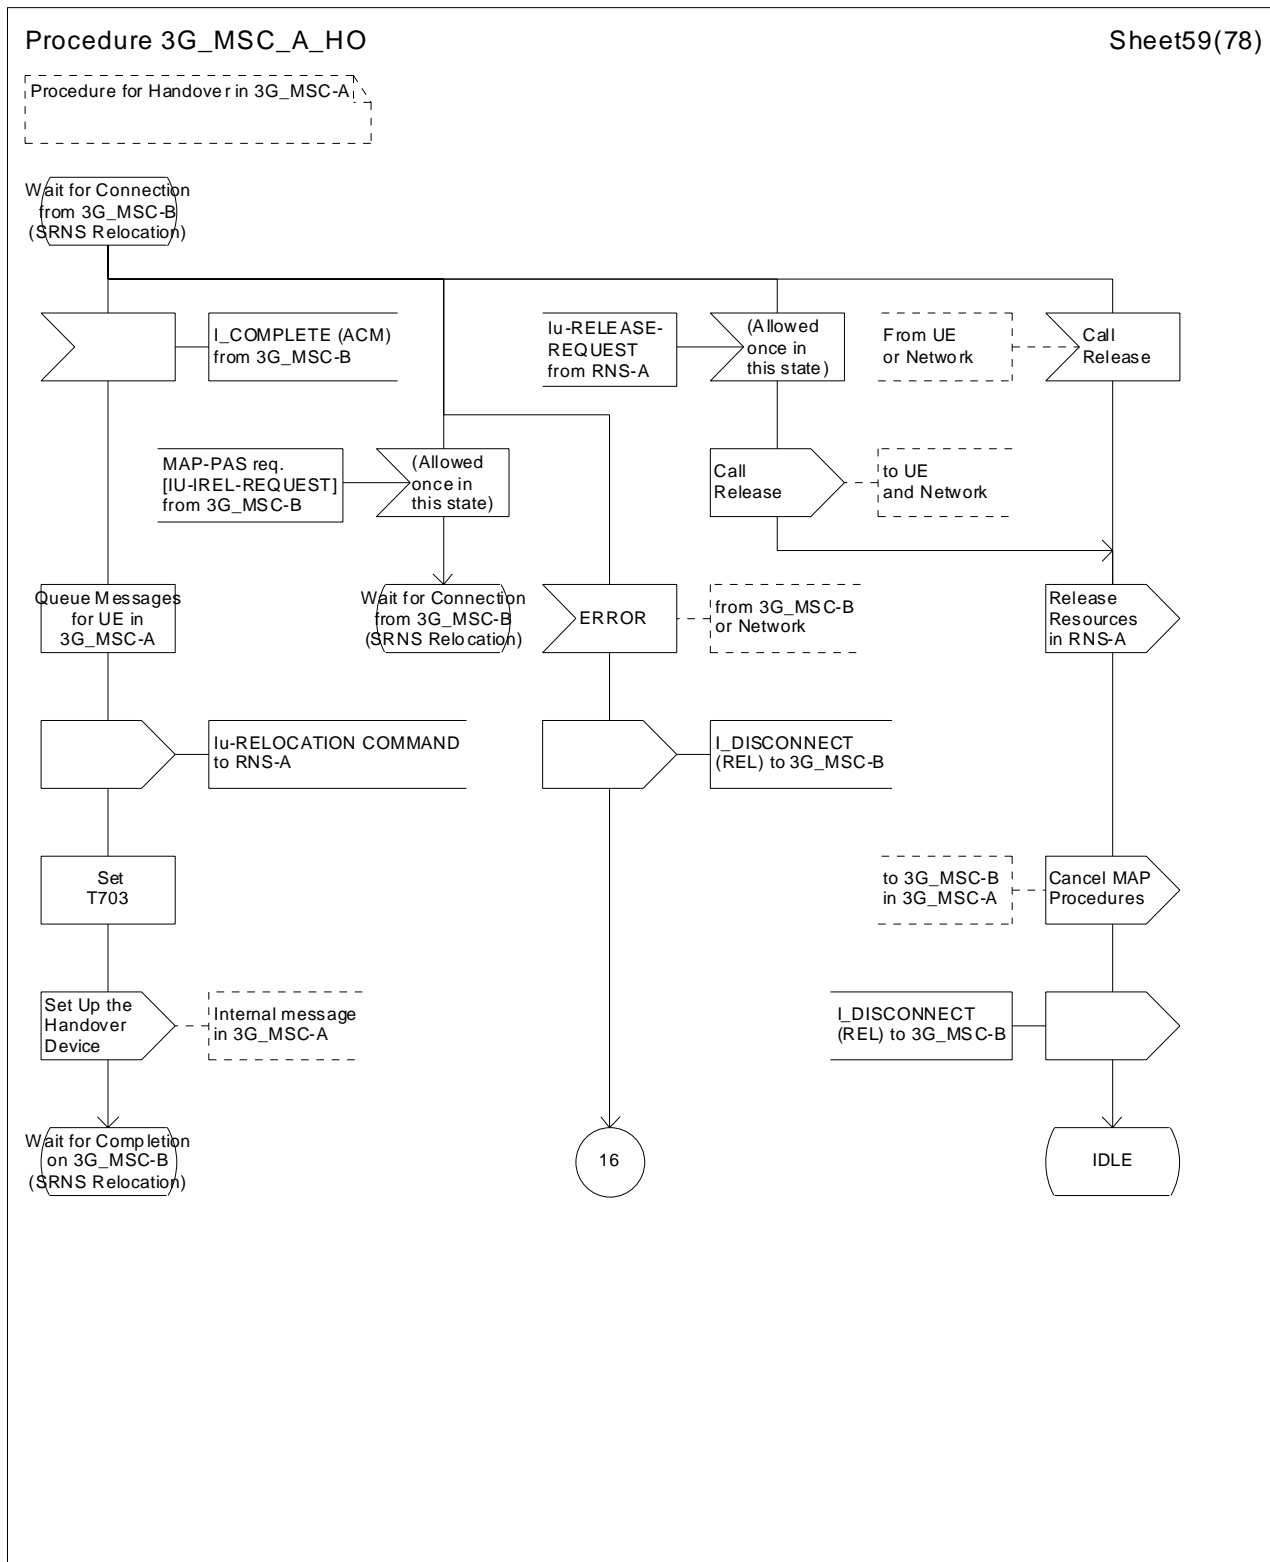 Procedure 3G_MSC_A_HO
Sheet59(78)
Procedure for Handover in 3G_MSC-A
Wait for Connection
from 3G_MSC-B
(SRNS Relocation)
I_COMPLETE (ACM)
from 3G_MSC-B
Iu-RELEASE-
REQUEST
from RNS-A
(Allowed
once in
this state)
From UE
or Network
Call
Release
MAP-PAS req.
[IU-IREL-REQUEST]
from 3G_MSC-B
(Allowed
once in
this state)
Call
Release
to UE
and Network
Queue Messages
for UE in
3G_MSC-A
Wait for Connection
from 3G_MSC-B
(SRNS Relocation)
ERROR
from 3G_MSC-B
or Network
Release
Resources
in RNS-A
Iu-RELOCATION COMMAND
to RNS-A
I_DISCONNECT
(REL) to 3G_MSC-B
Set
T703
to 3G_MSC-B
in 3G_MSC-A
Cancel MAP
Procedures
Set Up the
Handover
Device
Internal message
in 3G_MSC-A
I_DISCONNECT
(REL) to 3G_MSC-B
Wait for Completion
on 3G_MSC-B
(SRNS Relocation)
16
IDLE